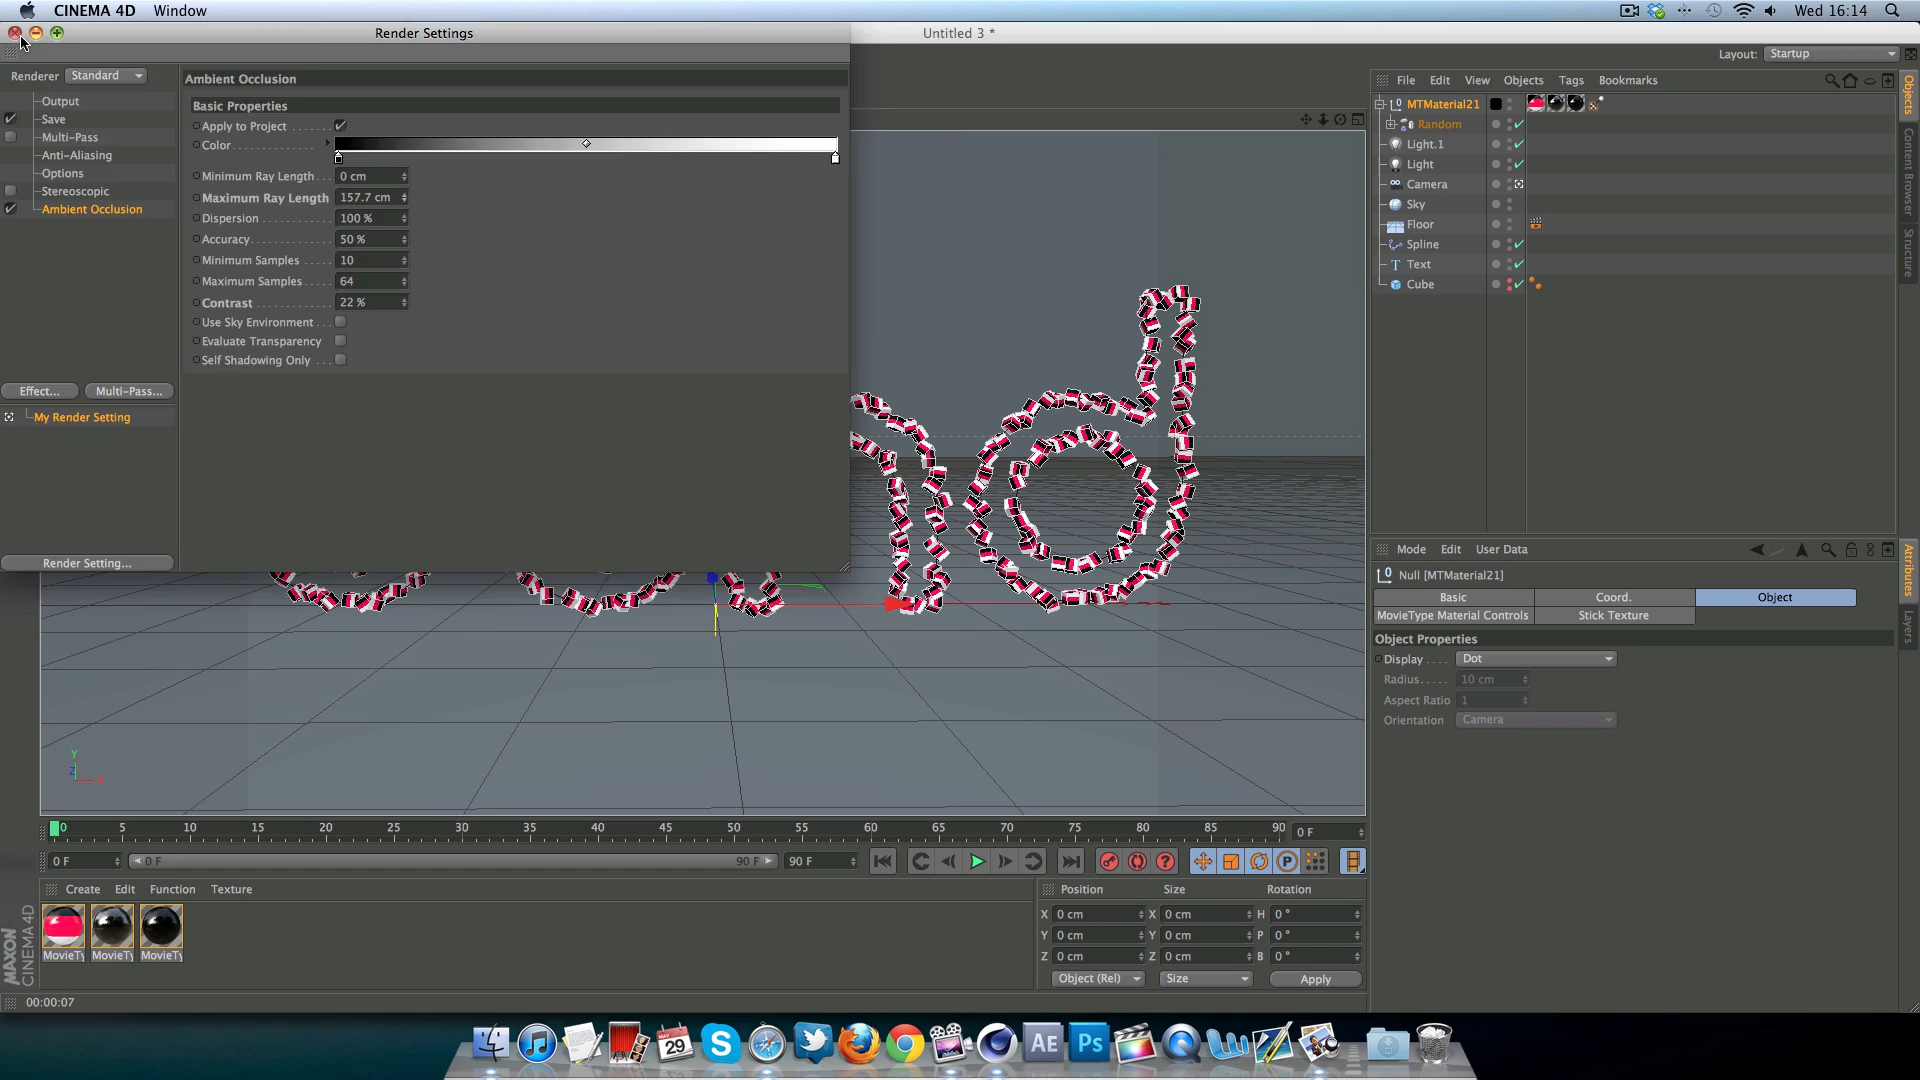 CINEMA 4D Window
Wed 16:14
Render Settings
Untitled 3 *
Layout: Startup
Renderer Standard
Output
Save
Multi-Pass
Anti-Aliasing
Options
Stereoscopic
Ambient Occlusion
Effect... Multi-Pass...
My Render Setting
Render Setting...
Ambient Occlusion
Basic Properties
Apply to Project
Color
Minimum Ray Length 0 cm
Maximum Ray Length 157.7 cm
Dispersion 100 %
Accuracy 50 %
Minimum Samples 10
Maximum Samples 64
Contrast 22 %
Use Sky Environment
Evaluate Transparency
Self Shadowing Only
File Edit View Objects Tags Bookmarks
MTMaterial21
Random
Light.1
Light
Camera
Sky
Floor
Spline
Text
Cube
Objects
Content Browser
Structure
Mode Edit User Data
Null [MTMaterial21]
Basic Coord. Object
MovieType Material Controls Stick Texture
Object Properties
Display Dot
Radius 10 cm
Aspect Ratio 1
Orientation Camera
Attributes
Layers
Y
Z
X
0 5 10 15 20 25 30 35 40 45 50 55 60 65 70 75 80 85 90 0 F
0 F 0 F 90 F 90 F
Create Edit Function Texture
MovieTy MovieTy MovieTy
Position Size Rotation
X 0 cm X 0 cm H 0 °
Y 0 cm Y 0 cm P 0 °
Z 0 cm Z 0 cm B 0 °
Object (Rel) Size Apply
MAXON
CINEMA 4D
00:00:07
MAY
29
AE
Ps